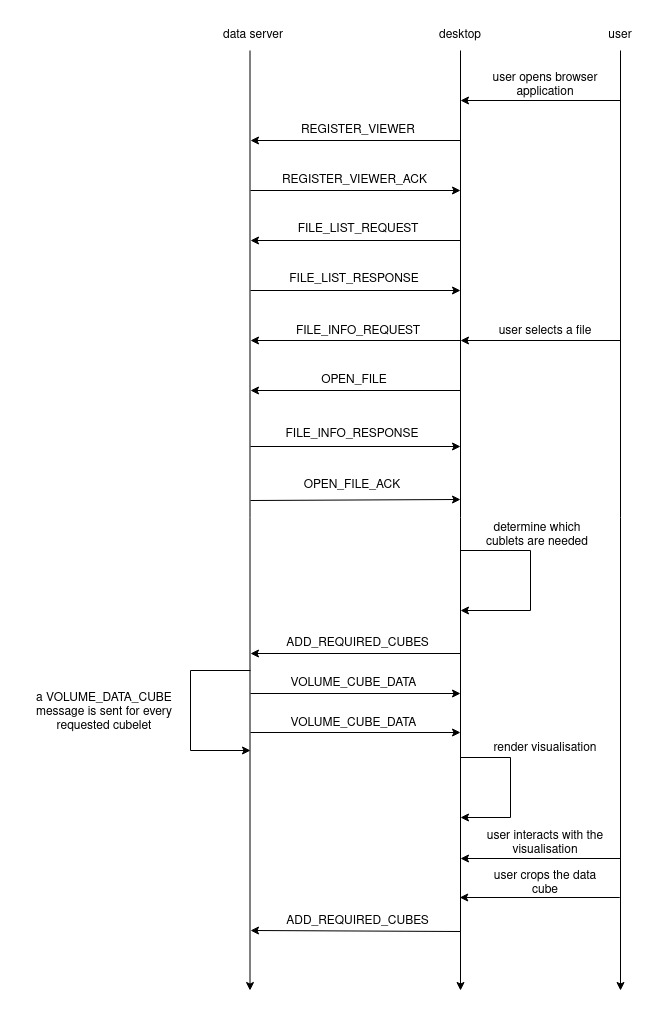 data server
desktop
user
user opens browser
application
REGISTER_VIEWER
REGISTER_VIEWER_ACK
FILE_LIST_REQUEST
FILE_LIST_RESPONSE
FILE_INFO_REQUEST
user selects a file
OPEN_FILE
FILE_INFO_RESPONSE
OPEN_FILE_ACK
determine which
cublets are needed
ADD_REQUIRED_CUBES
a VOLUME_DATA_CUBE
message is sent for every
requested cubelet
VOLUME_CUBE_DATA
VOLUME_CUBE_DATA
render visualisation
user interacts with the
visualisation
user crops the data
cube
ADD_REQUIRED_CUBES